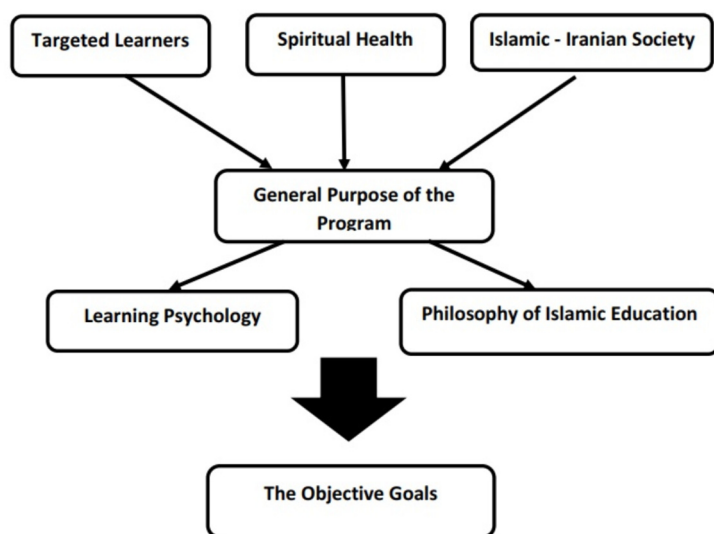 Targeted Learners
Spiritual Health
Islamic - Iranian Society
General Purpose of the
Program
Learning Psychology
Philosophy of Islamic Education
The Objective Goals